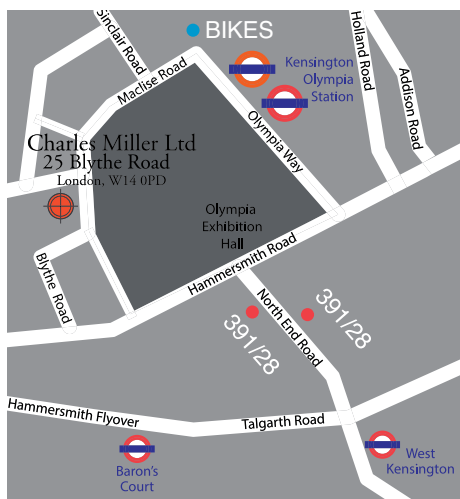 BIKES
Sinclair Road
Maclise Road
Kensington
Olympia
Station
Holland Road
Addison Road
Olympia Way
Charles Miller Ltd
25 Blythe Road
London, W14 0PD
Olympia
Exhibition
Hall
Hammersmith Road
Blythe Road
North End Road
391/28
391/28
Hammersmith Flyover
Talgarth Road
Baron's
Court
West
Kensington